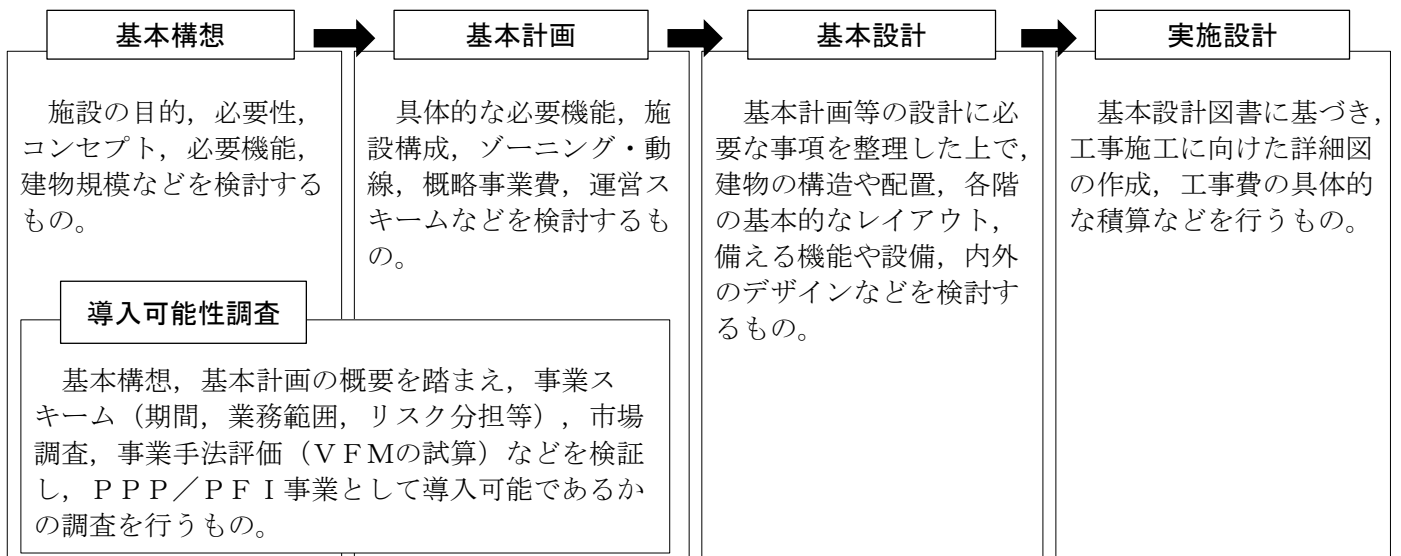 基本構想
施設の目的，必要性，
コンセプト，必要機能，
建物規模などを検討する
もの。
基本計画
具体的な必要機能，施
設構成，ゾーニング・動
線，概略事業費，運営ス
キームなどを検討するも
の。
導入可能性調査
基本構想，基本計画の概要を踏まえ，事業ス
キーム（期間，業務範囲，リスク分担等），市場
調査，事業手法評価（ＶＦＭの試算）などを検証
し，ＰＰＰ／ＰＦＩ事業として導入可能であるか
の調査を行うもの。
基本設計
基本計画等の設計に必
要な事項を整理した上で，
建物の構造や配置，各階
の基本的なレイアウト，
備える機能や設備，内外
のデザインなどを検討す
るもの。
実施設計
基本設計図書に基づき，
工事施工に向けた詳細図
の作成，工事費の具体的
な積算などを行うもの。